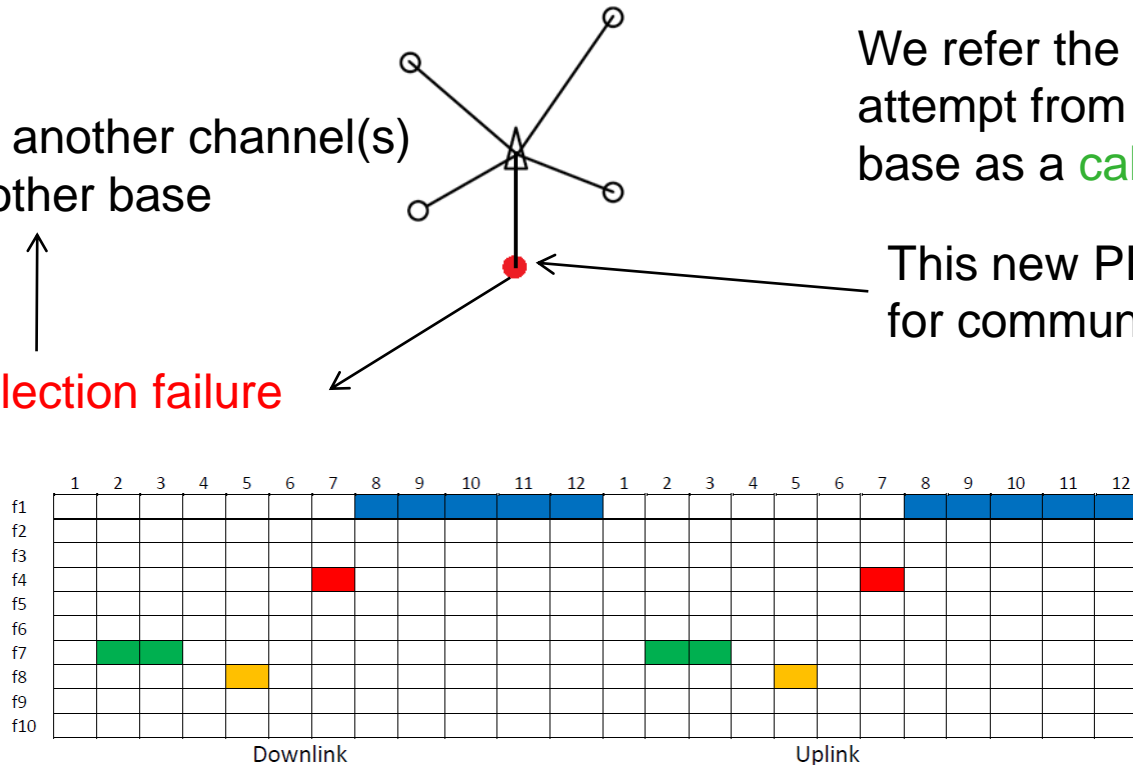 another channel(s)
other base
lection failure
We refer the
attempt from
base as a cal
This new P
for commun
1 2 3 4 5 6 7 8 9 10 11 12 1 2 3 4 5 6 7 8 9 10 11 12
f1
f2
f3
f4
f5
f6
f7
f8
f9
f10
Downlink Uplink